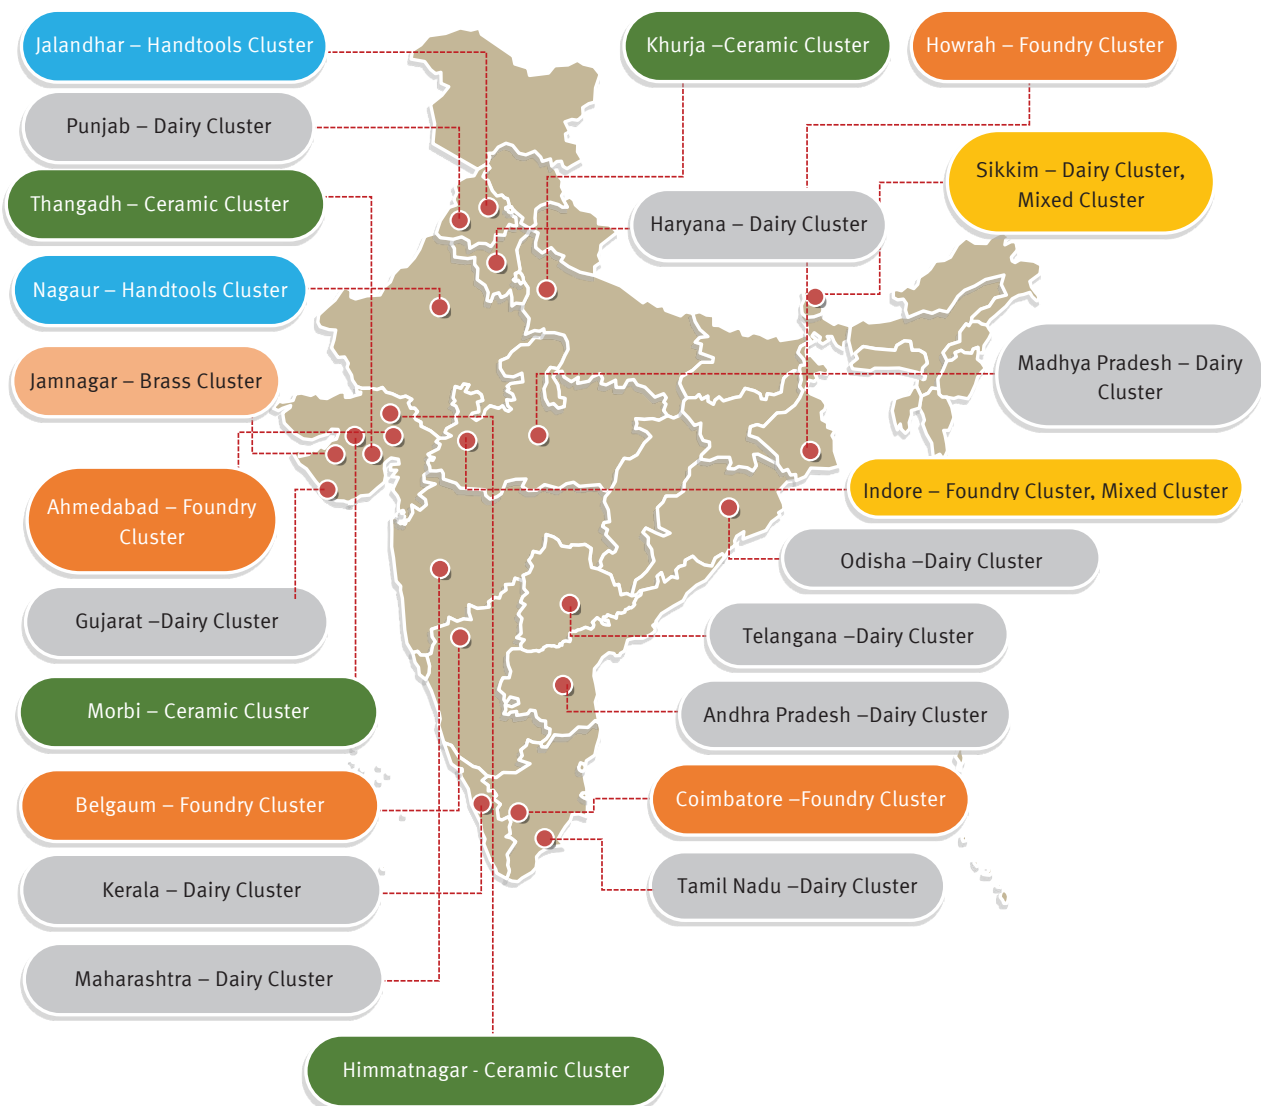 Jalandhar – Handtools Cluster
Khurja –Ceramic Cluster
Howrah – Foundry Cluster
Punjab – Dairy Cluster
Sikkim – Dairy Cluster,
Mixed Cluster
Thangadh – Ceramic Cluster
Haryana – Dairy Cluster
Nagaur – Handtools Cluster
Madhya Pradesh – Dairy
Cluster
Jamnagar – Brass Cluster
Indore – Foundry Cluster, Mixed Cluster
Ahmedabad – Foundry
Cluster
Odisha –Dairy Cluster
Gujarat –Dairy Cluster
Telangana –Dairy Cluster
Morbi – Ceramic Cluster
Andhra Pradesh –Dairy Cluster
Belgaum – Foundry Cluster
Coimbatore –Foundry Cluster
Kerala – Dairy Cluster
Tamil Nadu –Dairy Cluster
Maharashtra – Dairy Cluster
Himmatnagar - Ceramic Cluster